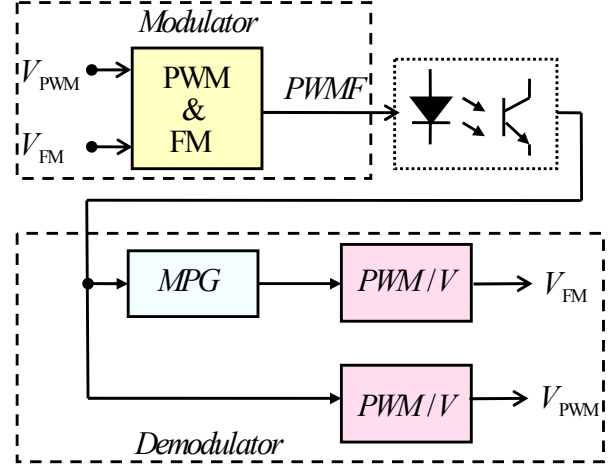 Modulator
V_PWM
V_FM
PWM
&
FM
PWMF
MPG
PWM/V
V_FM
PWM/V
V_PWM
Demodulator